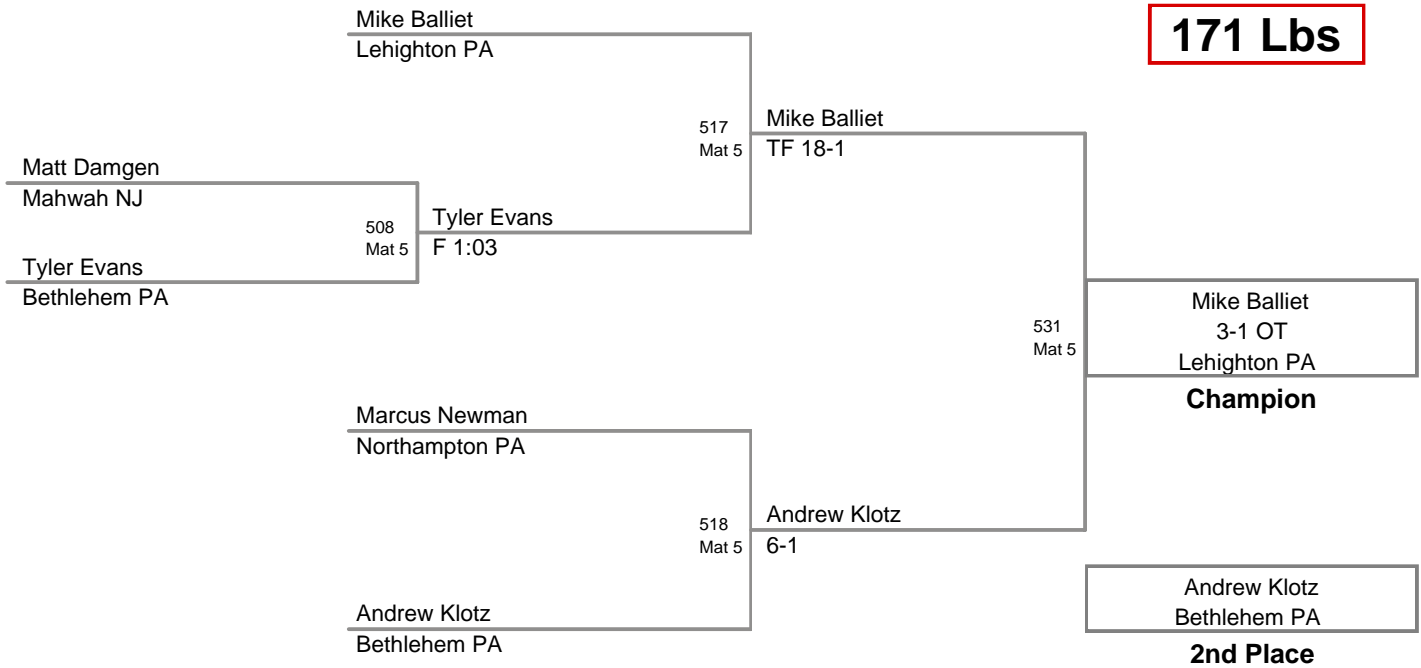 Mike Balliet
Lehighton PA
171 Lbs
517
Mat 5
Mike Balliet
TF 18-1
Matt Damgen
Mahwah NJ
508
Mat 5
Tyler Evans
F 1:03
Tyler Evans
Bethlehem PA
531
Mat 5
Mike Balliet
3-1 OT
Lehighton PA
Champion
Marcus Newman
Northampton PA
518
Mat 5
Andrew Klotz
6-1
Andrew Klotz
Bethlehem PA
Andrew Klotz
Bethlehem PA
2nd Place